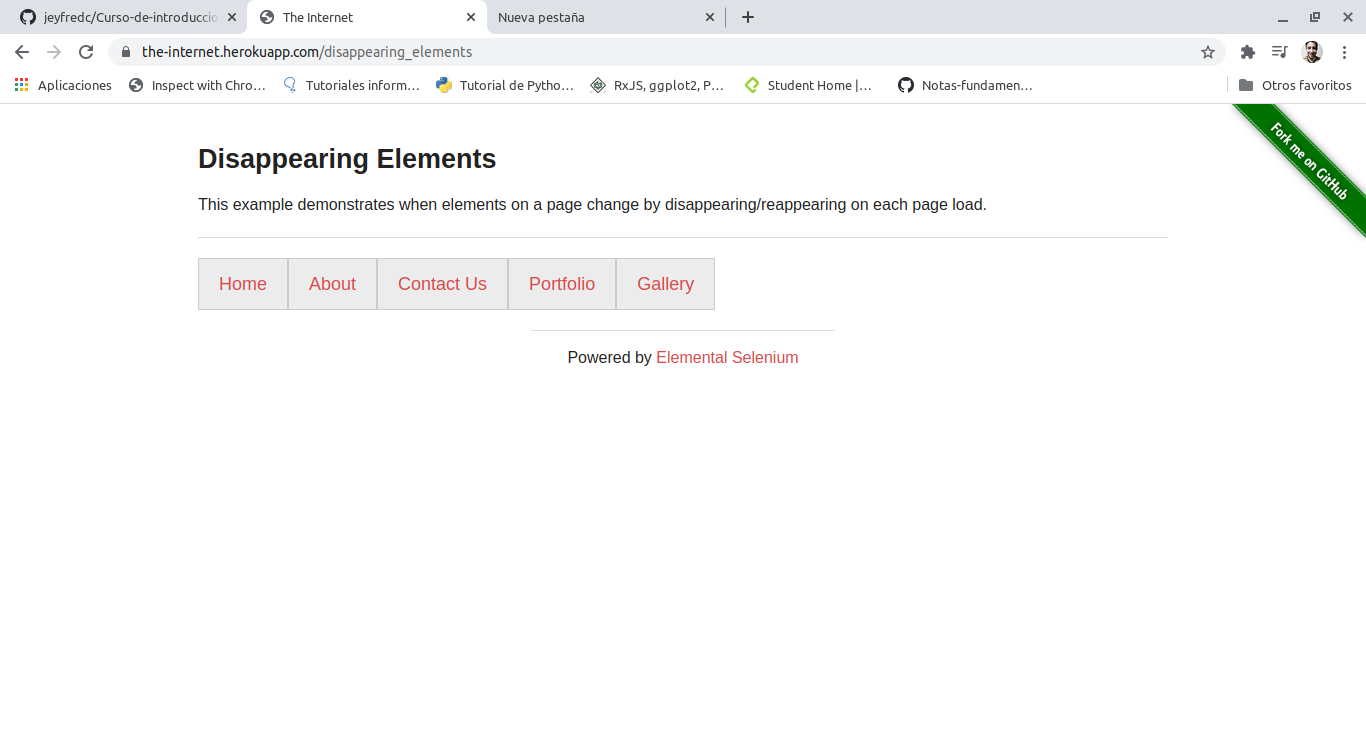 jeyfredc/Curso-de-introduccio
The Internet
Nueva pestaña
the-internet.herokuapp.com/disappearing_elements
Aplicaciones
Inspect with Chro…
Tutoriales inform…
Tutorial de Pytho…
RxJS, ggplot2, P…
Student Home |…
Notas-fundamen…
Otros favoritos
Fork me on GitHub
Disappearing Elements
This example demonstrates when elements on a page change by disappearing/reappearing on each page load.
Home About Contact Us Portfolio Gallery
Powered by Elemental Selenium